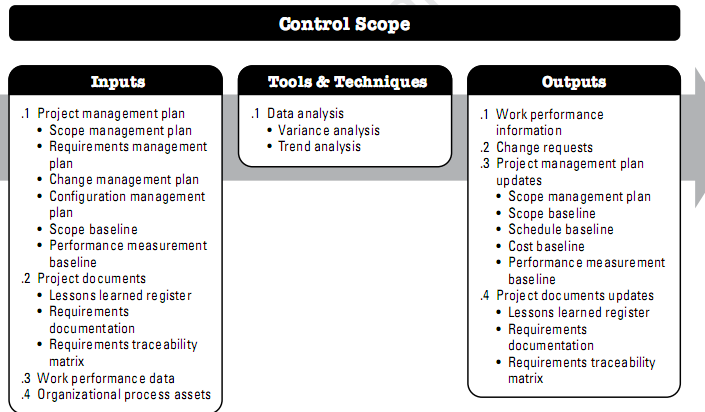 Control Scope
Inputs
.1 Project management plan
• Scope management plan
• Requirements management
plan
• Change management plan
• Configuration management
plan
• Scope baseline
• Performance measurement
baseline
.2 Project documents
• Lessons learned register
• Requirements
documentation
• Requirements traceability
matrix
.3 Work performance data
.4 Organizational process assets
Tools & Techniques
.1 Data analysis
• Variance analysis
• Trend analysis
Outputs
.1 Work performance
information
.2 Change requests
.3 Project management plan
updates
• Scope management plan
• Scope baseline
• Schedule baseline
• Cost baseline
• Performance measurement
baseline
.4 Project documents updates
• Lessons learned register
• Requirements
documentation
• Requirements traceability
matrix